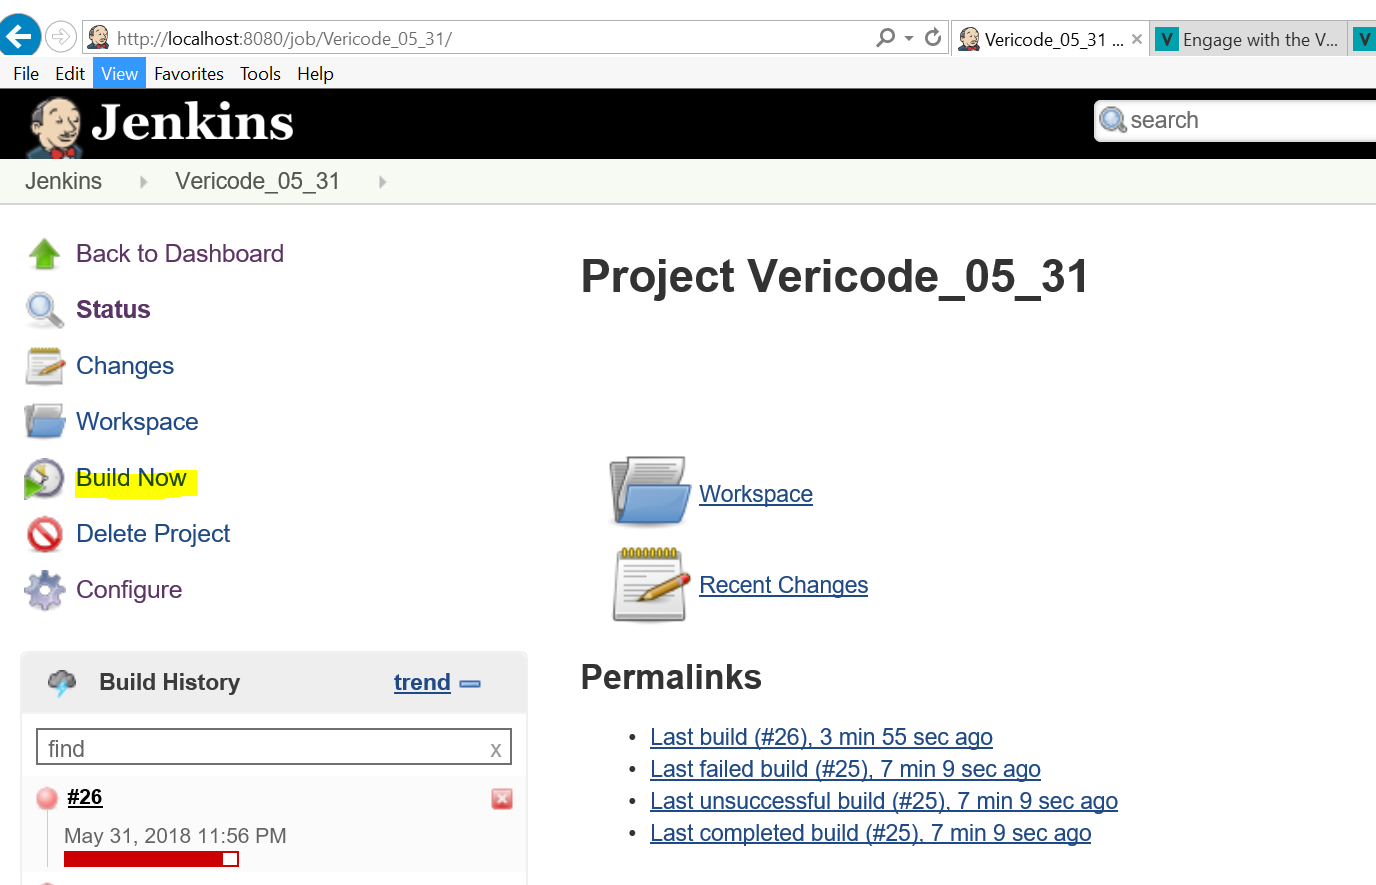 http://localhost:8080/job/Vericode_05_31/
Vericode_05_31 ...
V Engage with the V...
V
File Edit View Favorites Tools Help
Jenkins
search
Jenkins Vericode_05_31
Back to Dashboard
Status
Changes
Workspace
Build Now
Delete Project
Configure
Build History trend
find x
#26
May 31, 2018 11:56 PM
Project Vericode_05_31
Workspace
Recent Changes
Permalinks
• Last build (#26), 3 min 55 sec ago
• Last failed build (#25), 7 min 9 sec ago
• Last unsuccessful build (#25), 7 min 9 sec ago
• Last completed build (#25), 7 min 9 sec ago